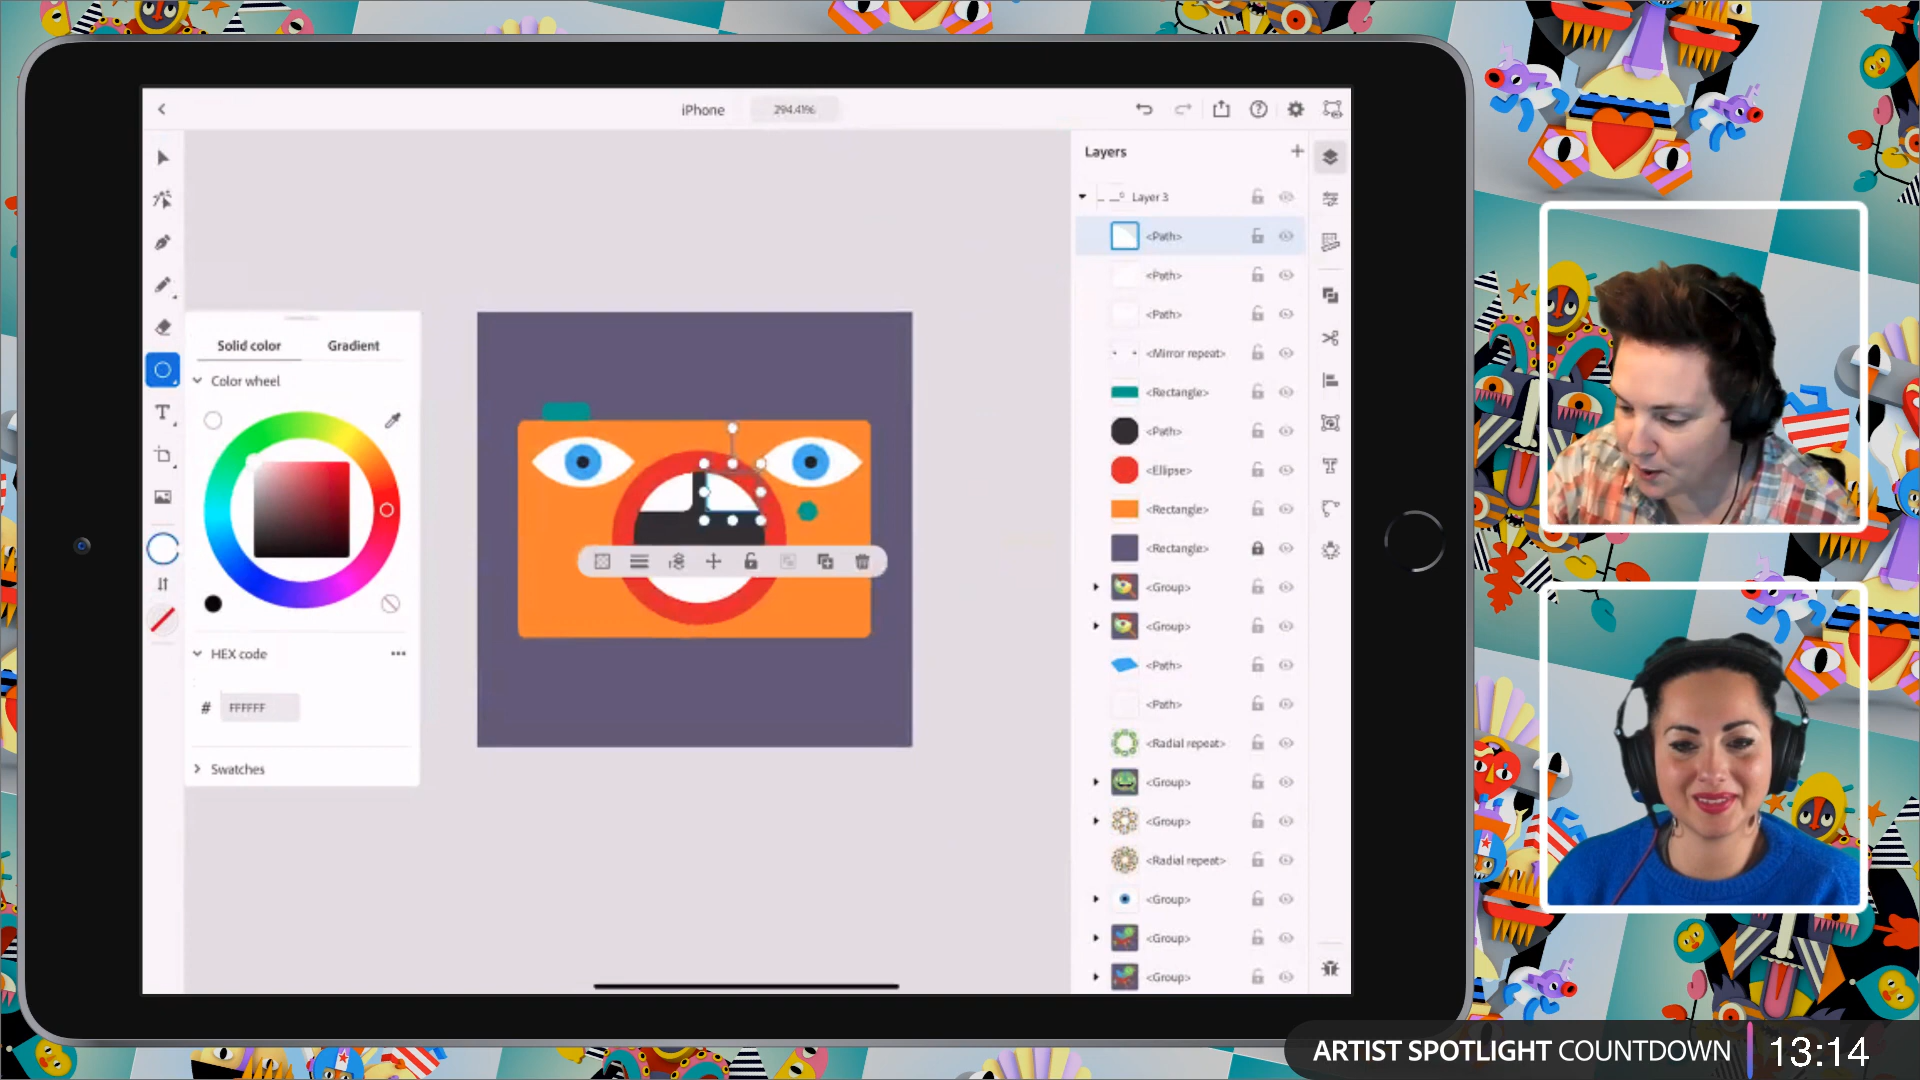 iPhone
294.41%
Layers
Layer 3
<Path>
<Path>
<Path>
<Mirror repeat>
<Rectangle>
<Path>
<Ellipse>
<Rectangle>
<Rectangle>
<Group>
<Group>
<Path>
<Path>
<Radial repeat>
<Group>
<Group>
<Radial repeat>
<Group>
<Group>
<Group>
Solid color
Gradient
Color wheel
HEX code
# FFFFFF
Swatches
ARTIST SPOTLIGHT COUNTDOWN 13:14